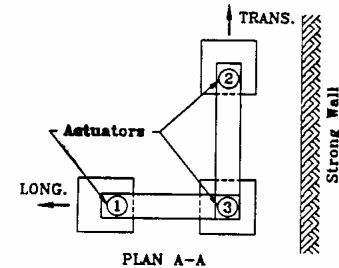 TRANS.
2
Actuators
Strong Wall
LONG.
1
3
PLAN A-A